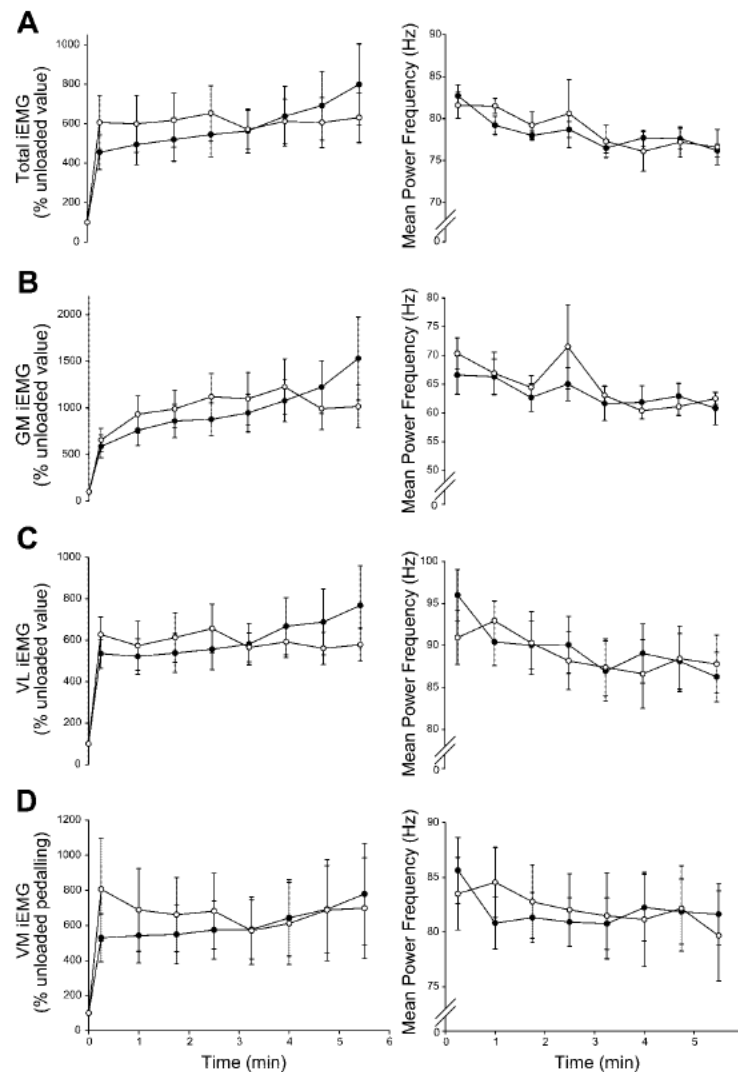 A
Total iEMG
(% unloaded value)
1000
800
600
400
200
0
Mean Power Frequency (Hz)
85
80
75
70
0
B
GM iEMG
(% unloaded value)
2000
1500
1000
500
0
Mean Power Frequency (Hz)
80
75
70
65
60
55
50
0
C
VL iEMG
(% unloaded value)
1000
800
600
400
200
0
Mean Power Frequency (Hz)
100
95
90
85
80
0
D
VM iEMG
(% unloaded pedalling)
1200
1000
800
600
400
200
0
0 1 2 3 4 5 6
Time (min)
Mean Power Frequency (Hz)
90
85
80
75
0
0 1 2 3 4 5
Time (min)